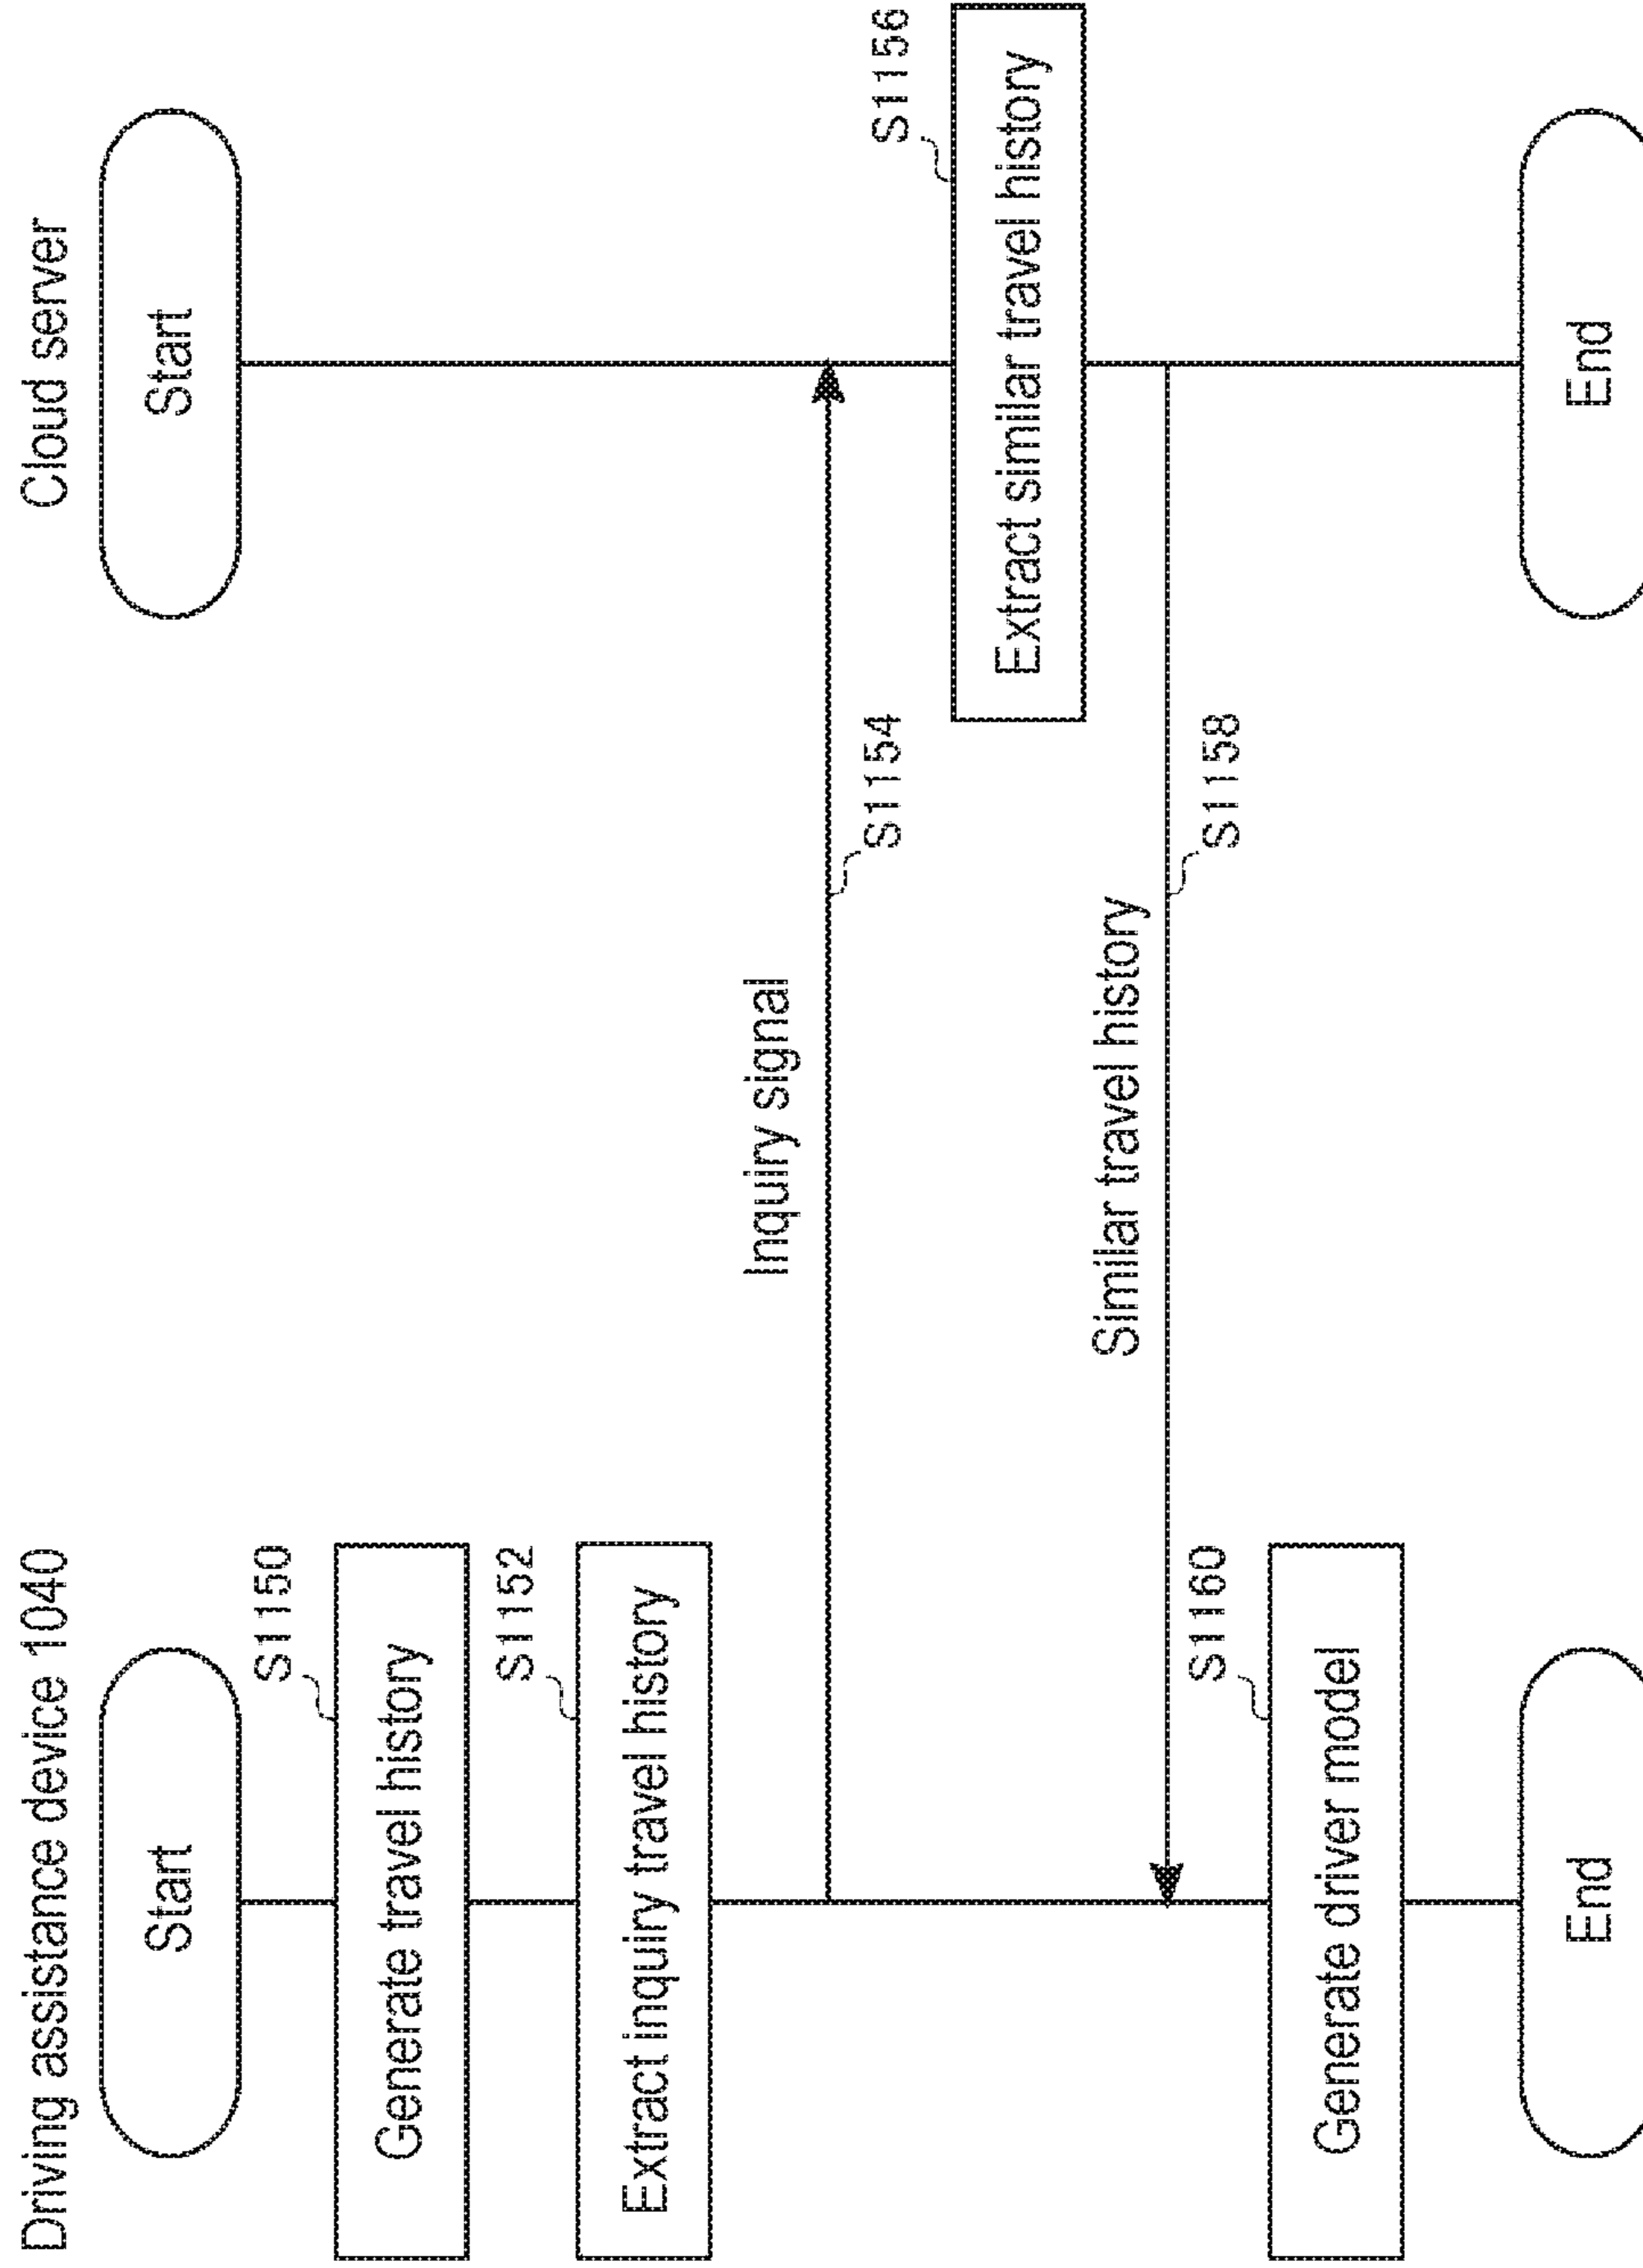 Driving assistance device 1040
Cloud server
Start
Start
S1150
Generate travel history
S1152
Extract inquiry travel history
Inquiry signal
S1154
S1156
Extract similar travel history
Similar travel history
S1158
S1160
Generate driver model
End
End